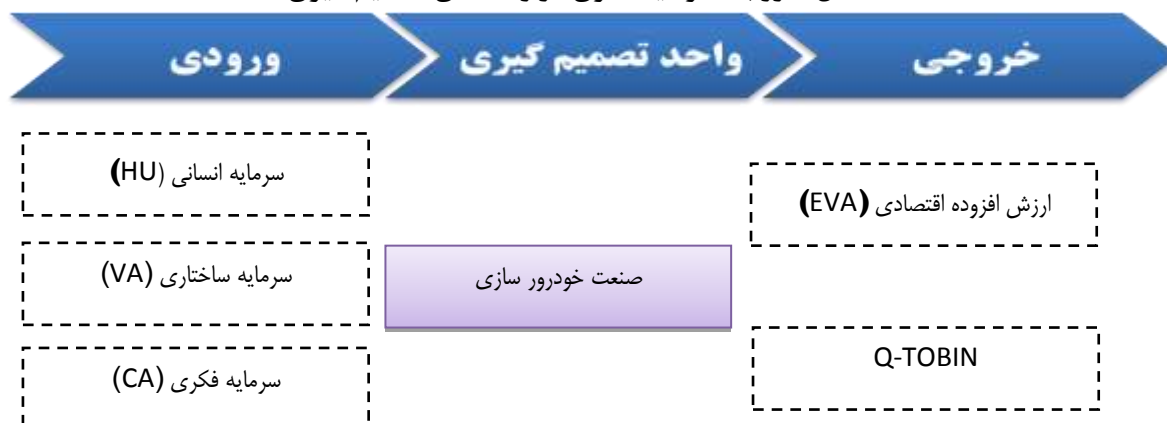 ورودی
واحد تصمیم گیری
خروجی
سرمایه انسانی (HU)
سرمایه ساختاری (VA)
سرمایه فکری (CA)
صنعت خودرور سازی
ارزش افزوده اقتصادی (EVA)
Q-TOBIN